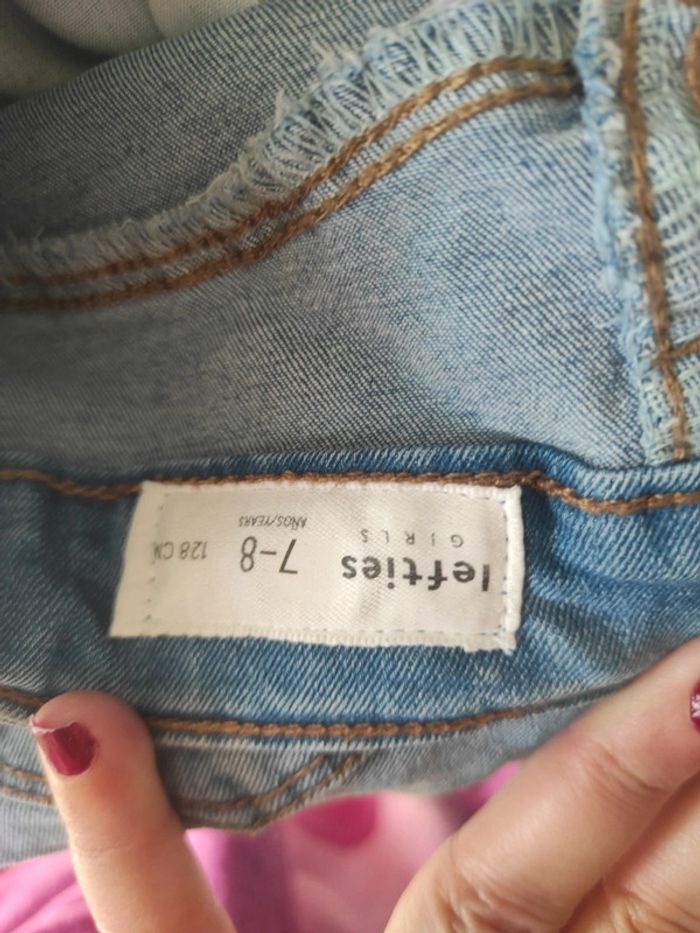 lefties
GIRLS
7-8
AÑOS/YEARS
128 CM